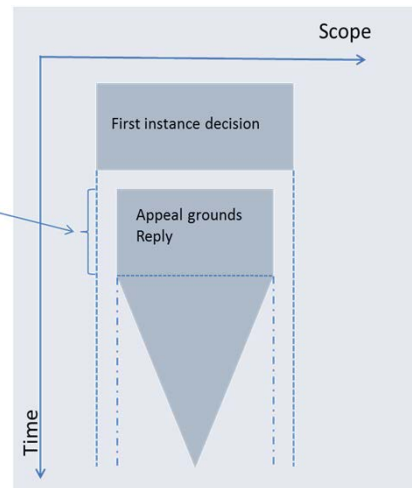 Scope
First instance decision
Appeal grounds
Reply
Time